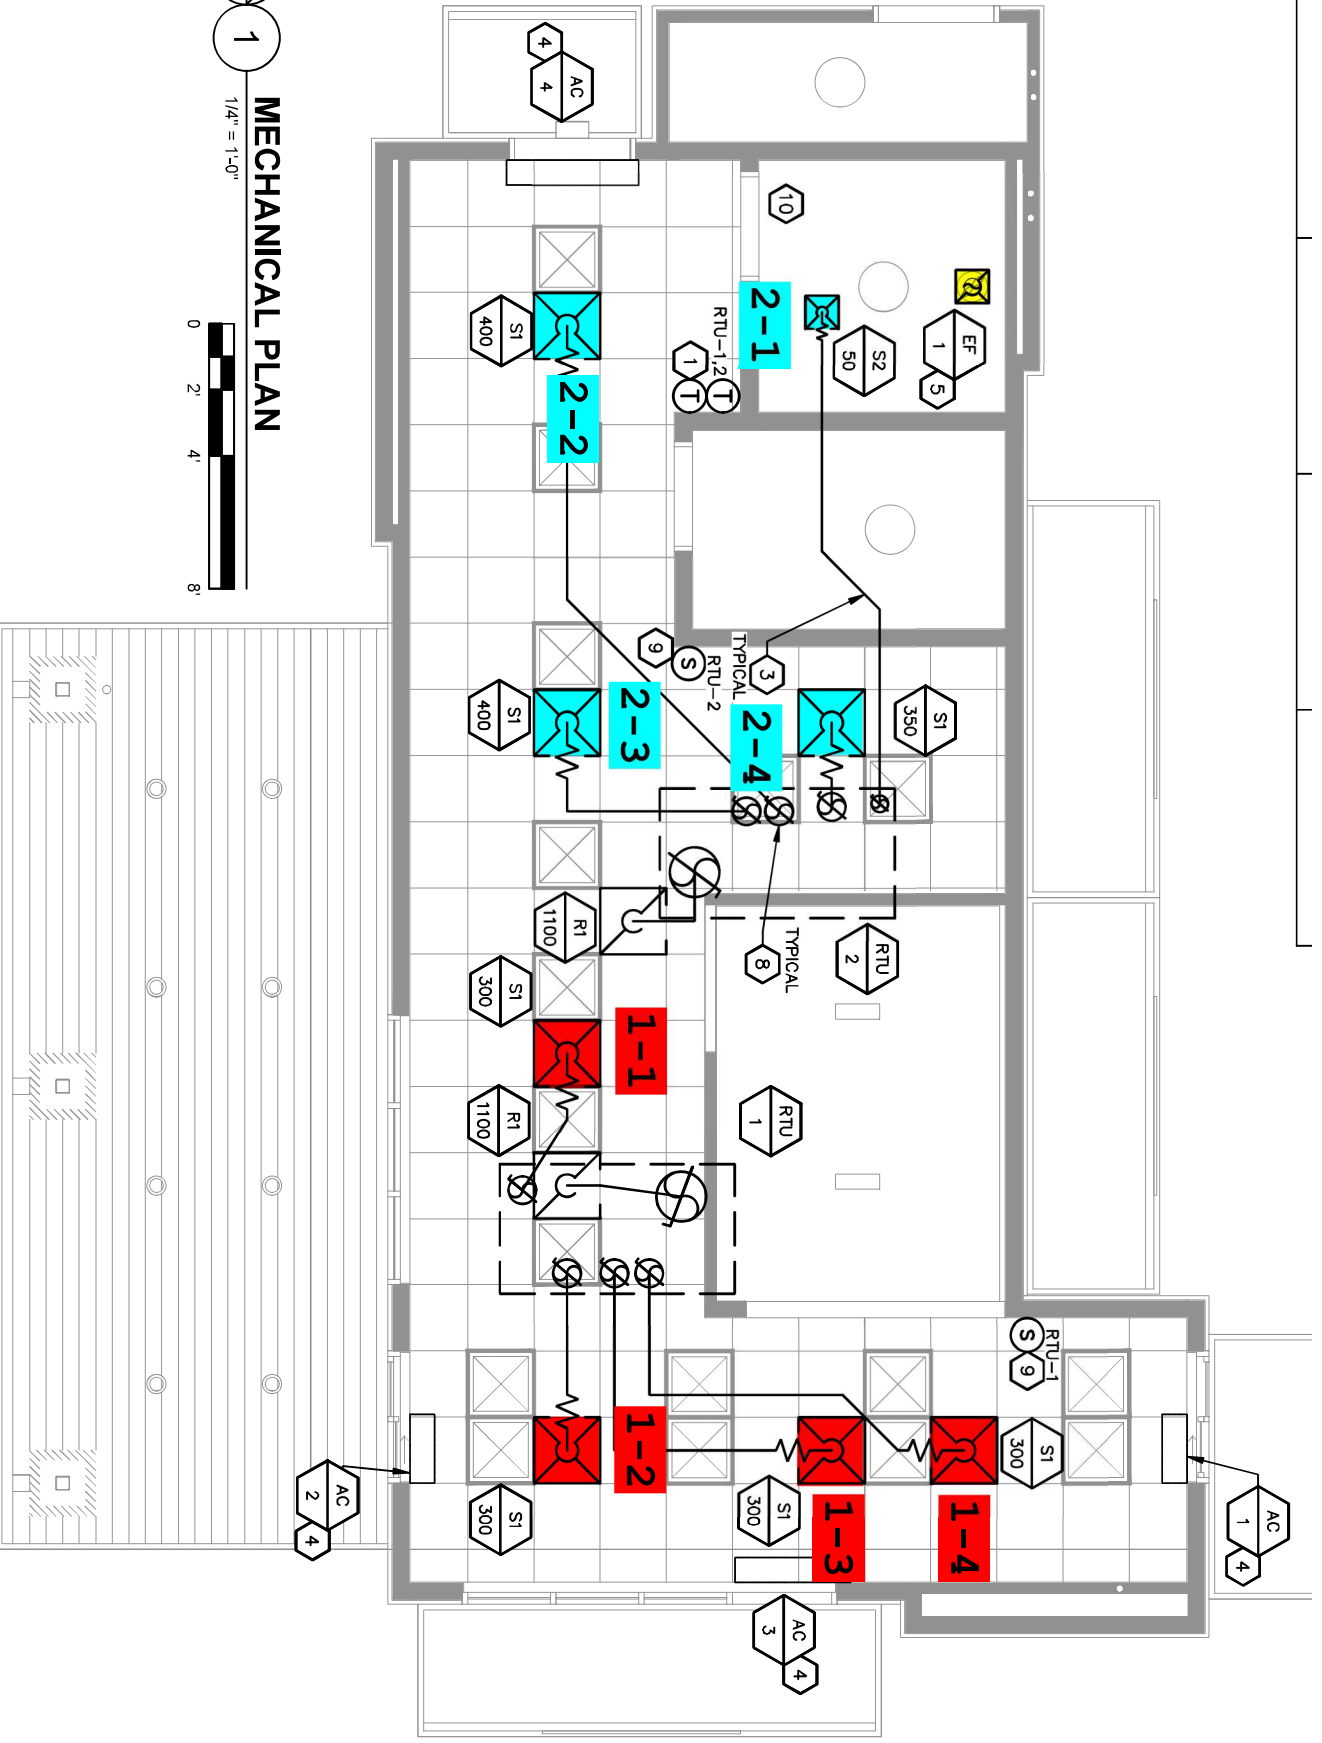 1
MECHANICAL PLAN
1/4" = 1'-0"
0 2' 4' 8'
AC
1
4
S1
300
RTU-1
S
9
1-4
AC
3
4
1-3
S1
300
1-2
S1
300
AC
2
4
RTU
1
RTU
2
TYPICAL
8
1-1
S1
300
R1
1100
R1
1100
S1
350
3
TYPICAL
2-4
RTU-2
S
9
2-3
S1
400
EF
1
5
S2
50
10
2-1
RTU-1,2
1
T
T
2-2
S1
400
AC
4
4